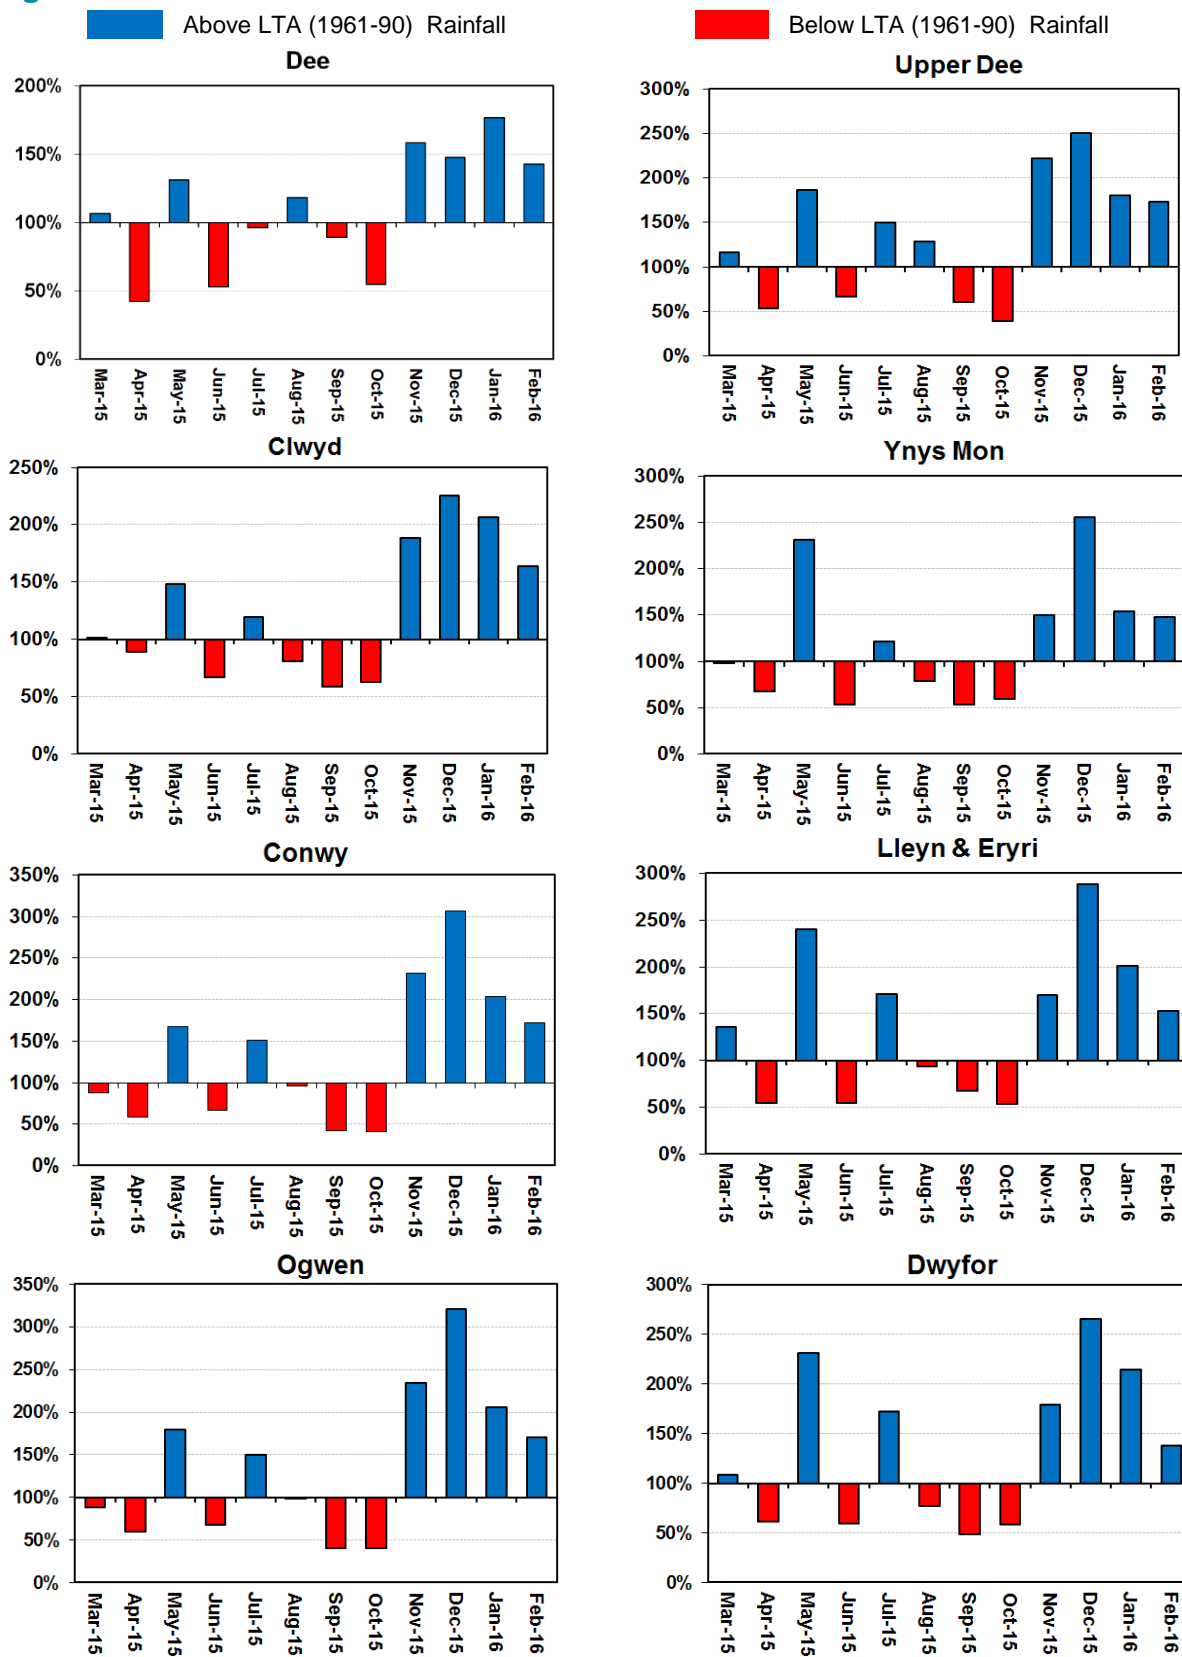 Above LTA (1961-90) Rainfall
Below LTA (1961-90) Rainfall
Dee
200%
150%
100%
50%
0%
Mar-15
Apr-15
May-15
Jun-15
Jul-15
Aug-15
Sep-15
Oct-15
Nov-15
Dec-15
Jan-16
Feb-16
Upper Dee
300%
250%
200%
150%
100%
50%
0%
Mar-15
Apr-15
May-15
Jun-15
Jul-15
Aug-15
Sep-15
Oct-15
Nov-15
Dec-15
Jan-16
Feb-16
Clwyd
250%
200%
150%
100%
50%
0%
Mar-15
Apr-15
May-15
Jun-15
Jul-15
Aug-15
Sep-15
Oct-15
Nov-15
Dec-15
Jan-16
Feb-16
Ynys Mon
300%
250%
200%
150%
100%
50%
0%
Mar-15
Apr-15
May-15
Jun-15
Jul-15
Aug-15
Sep-15
Oct-15
Nov-15
Dec-15
Jan-16
Feb-16
Conwy
350%
300%
250%
200%
150%
100%
50%
0%
Mar-15
Apr-15
May-15
Jun-15
Jul-15
Aug-15
Sep-15
Oct-15
Nov-15
Dec-15
Jan-16
Feb-16
Lleyn & Eryri
300%
250%
200%
150%
100%
50%
0%
Mar-15
Apr-15
May-15
Jun-15
Jul-15
Aug-15
Sep-15
Oct-15
Nov-15
Dec-15
Jan-16
Feb-16
Ogwen
350%
300%
250%
200%
150%
100%
50%
0%
Mar-15
Apr-15
May-15
Jun-15
Jul-15
Aug-15
Sep-15
Oct-15
Nov-15
Dec-15
Jan-16
Feb-16
Dwyfor
300%
250%
200%
150%
100%
50%
0%
Mar-15
Apr-15
May-15
Jun-15
Jul-15
Aug-15
Sep-15
Oct-15
Nov-15
Dec-15
Jan-16
Feb-16